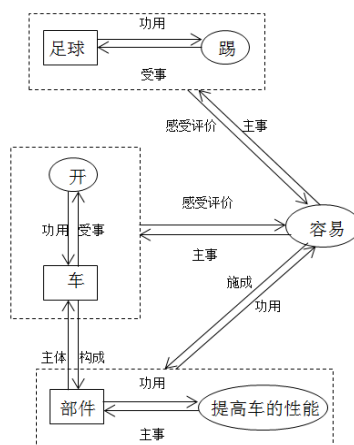 功用
足球
踢
受事
感受评价
主事
开
功用
受事
感受评价
容易
主事
车
施成
功用
主体
构成
功用
部件
提高车的性能
主事